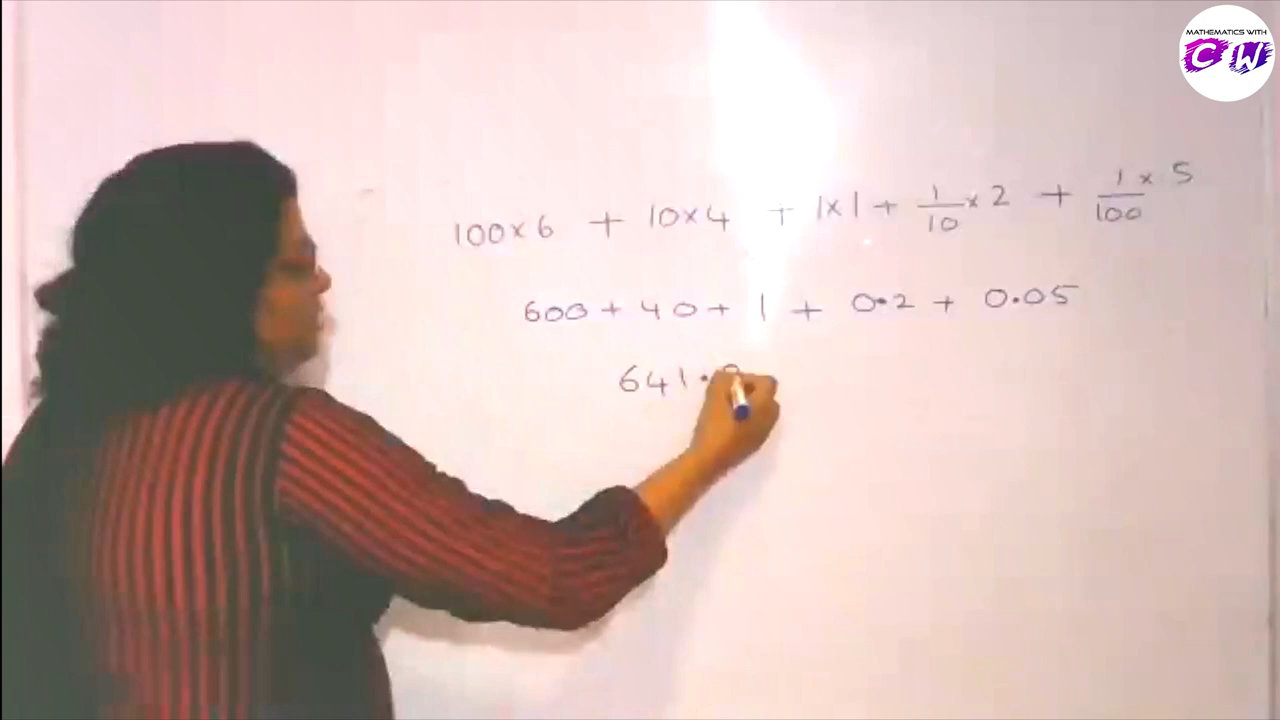 MATHEMATICS WITH
C W
100 × 6 + 10 × 4 + 1 × 1 + 1/10 × 2 + 1/100 × 5
600 + 40 + 1 + 0.2 + 0.05
641.